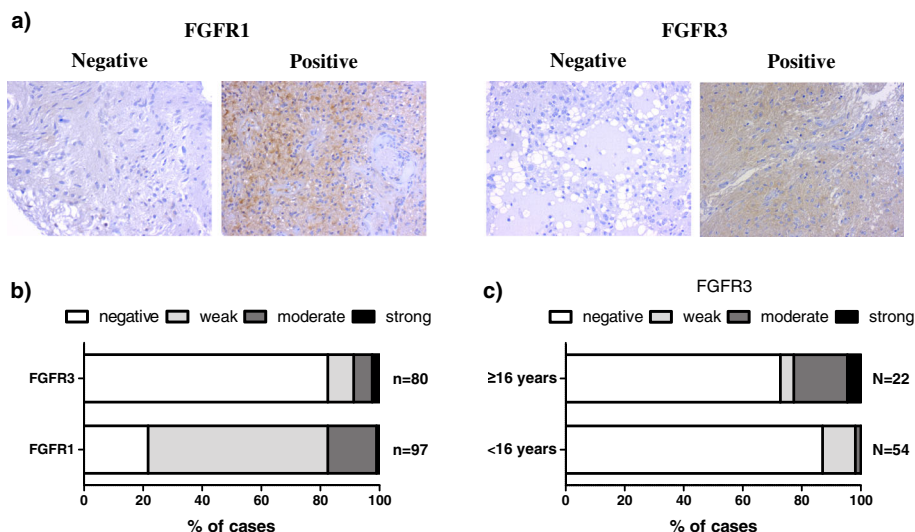 a)
FGFR1
FGFR3
Negative Positive
Negative Positive
b)
negative weak moderate strong
FGFR3 n=80
FGFR1 n=97
0 20 40 60 80 100
% of cases
c)
FGFR3
negative weak moderate strong
≥16 years N=22
<16 years N=54
0 20 40 60 80 100
% of cases